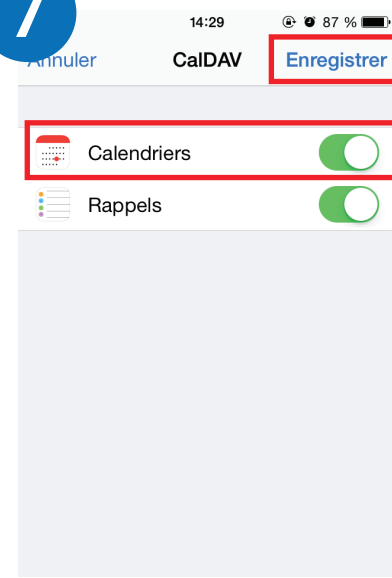 7
14:29 87 %
Annuler CalDAV Enregistrer
Calendriers
Rappels